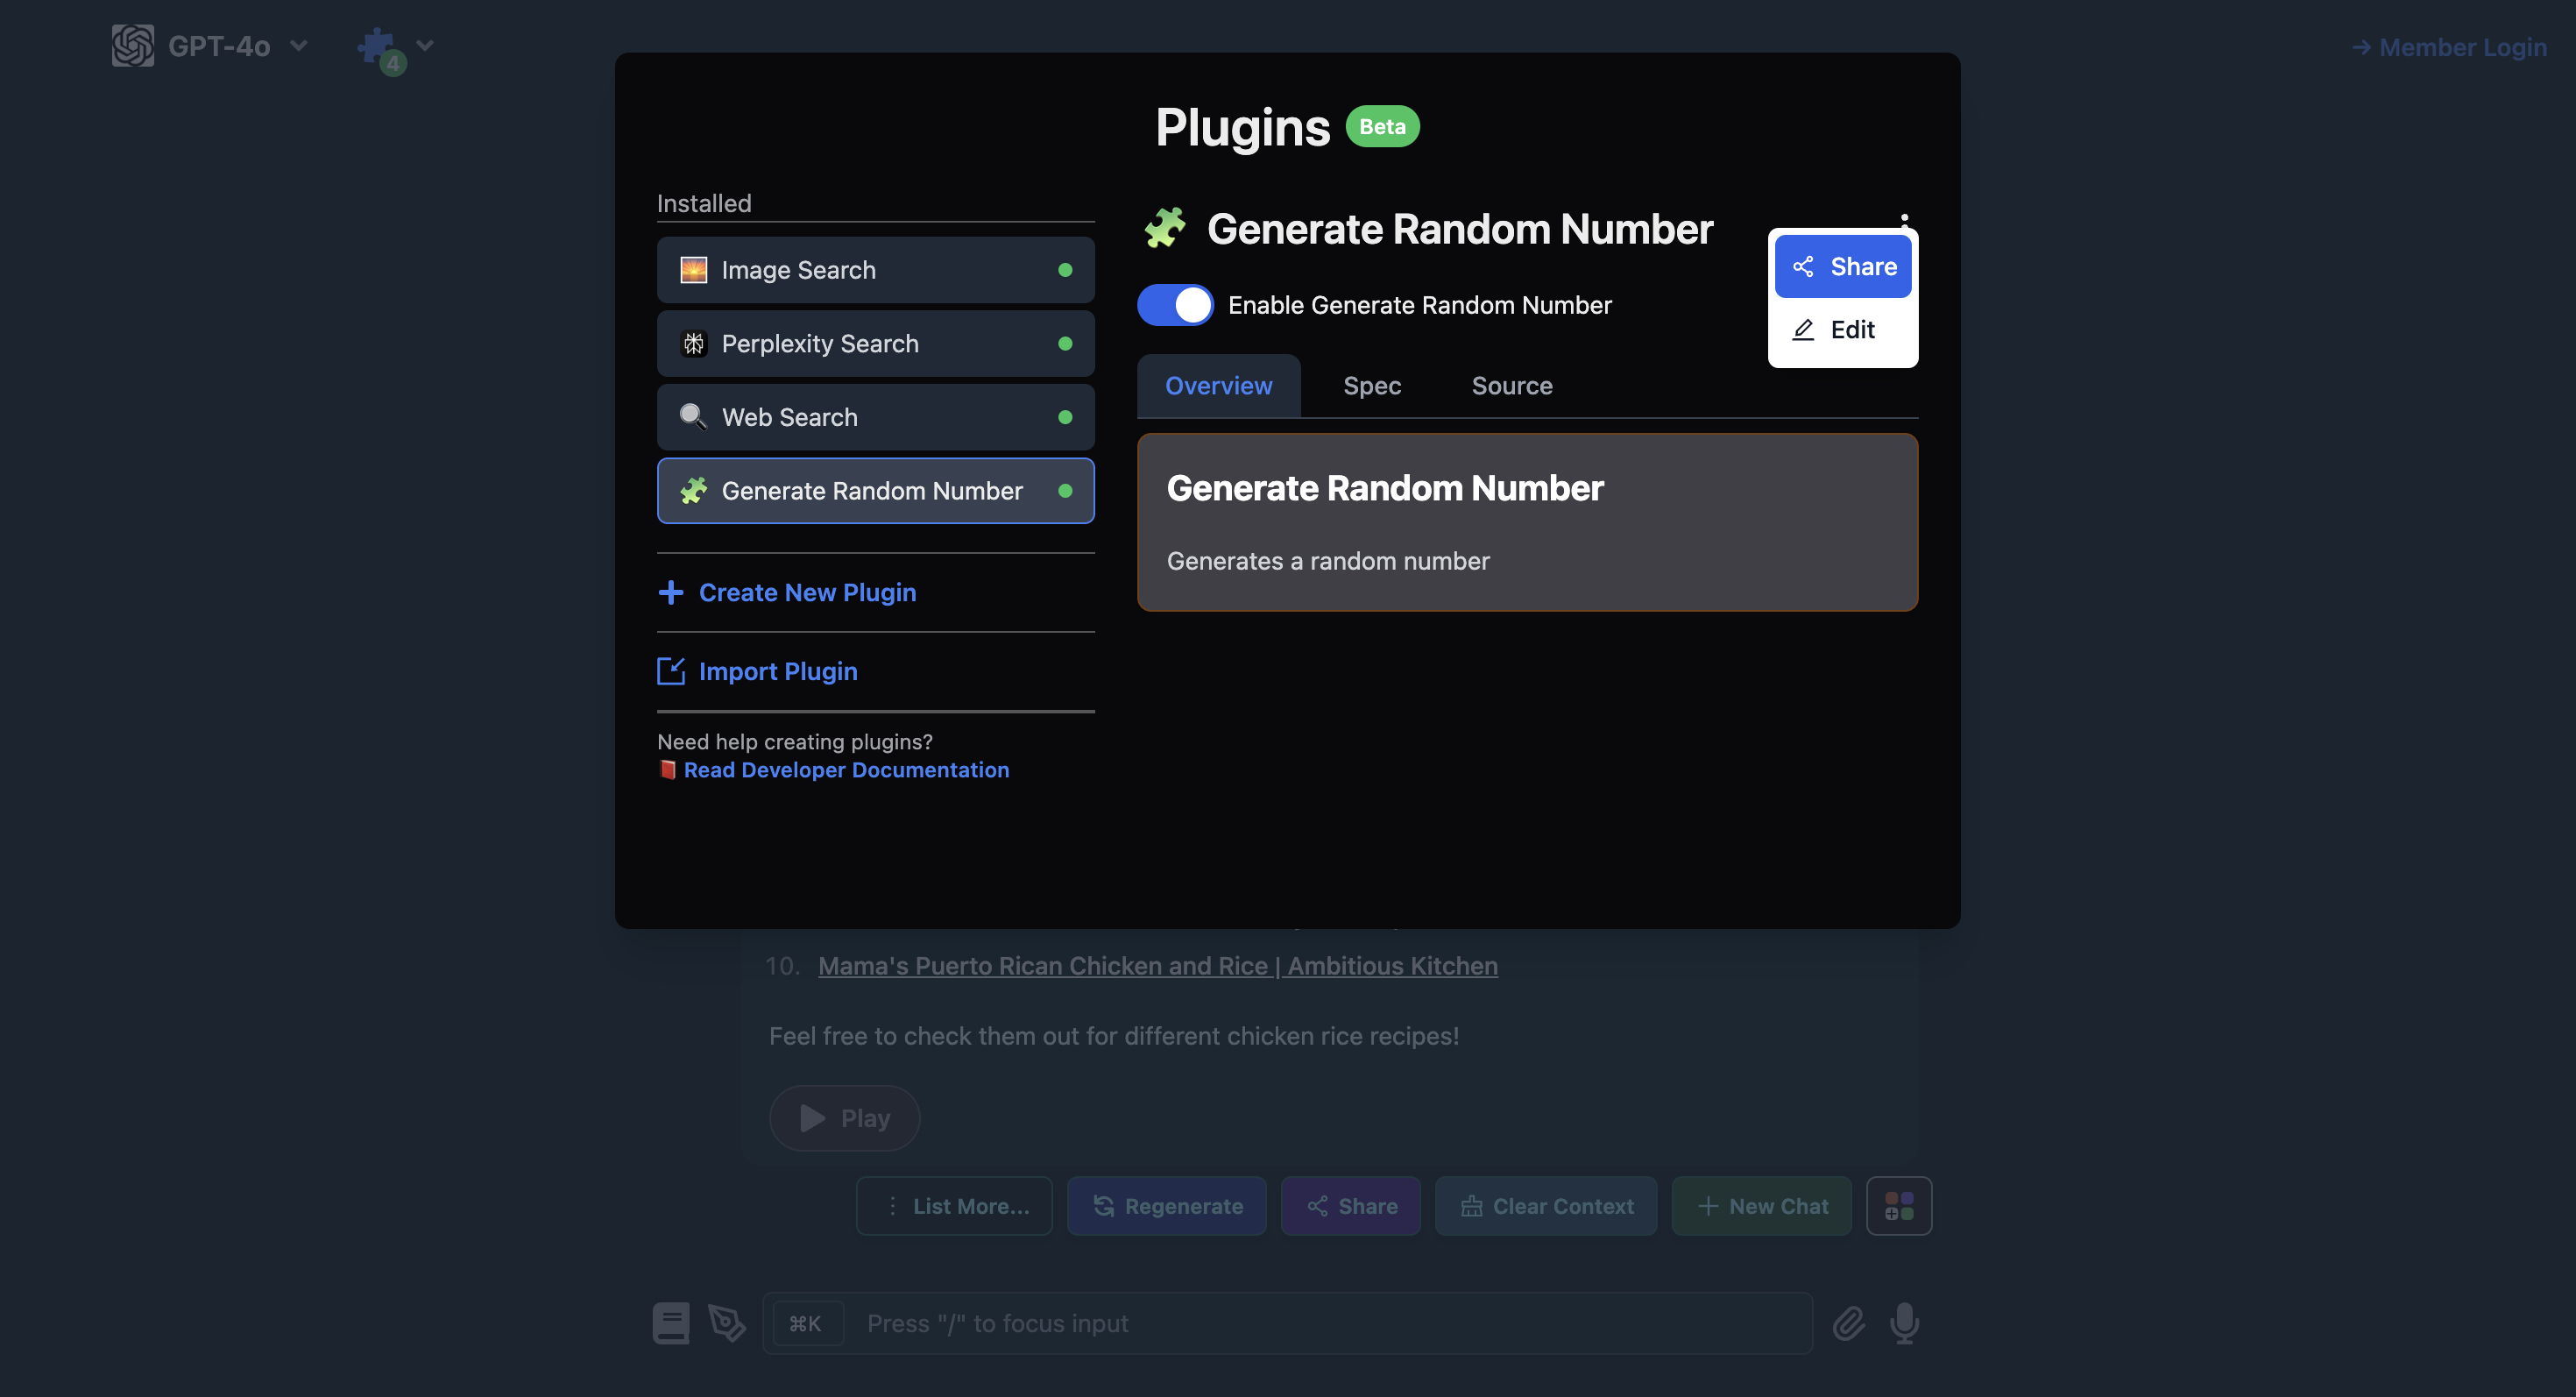 GPT-4o
4
Member Login
Plugins Beta
Installed
Image Search
Perplexity Search
Web Search
Generate Random Number
Create New Plugin
Import Plugin
Need help creating plugins?
Read Developer Documentation
Generate Random Number
Share
Edit
Enable Generate Random Number
Overview Spec Source
Generate Random Number
Generates a random number
10. Mama's Puerto Rican Chicken and Rice | Ambitious Kitchen
Feel free to check them out for different chicken rice recipes!
Play
List More... Regenerate Share Clear Context New Chat
⌘K Press "/" to focus input